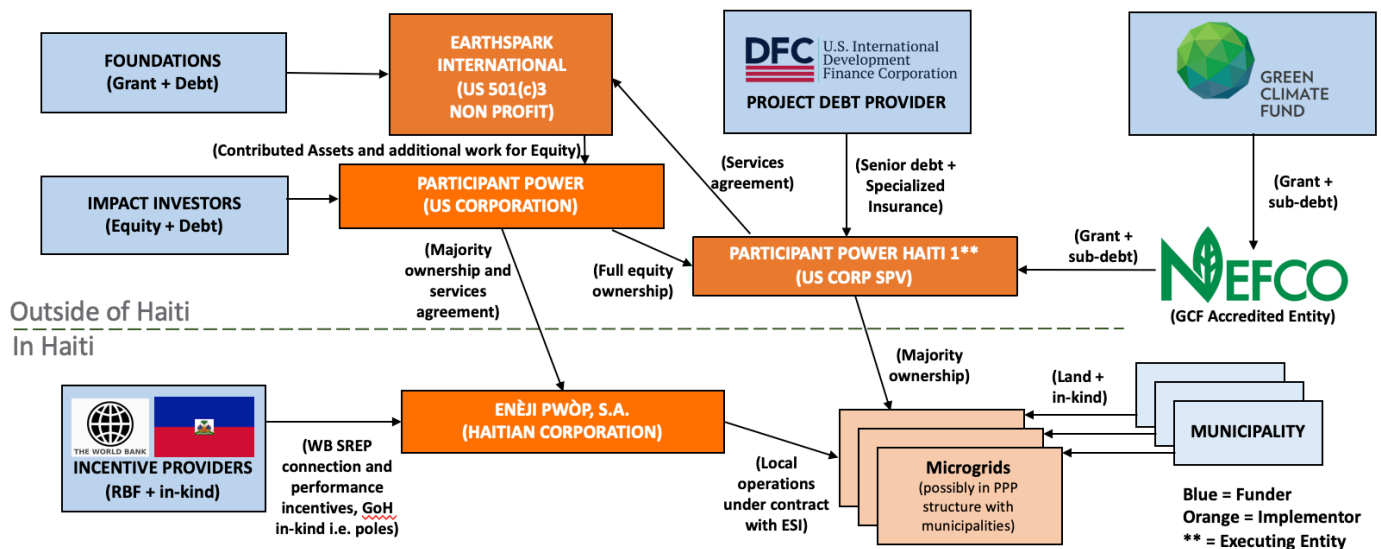 FOUNDATIONS
(Grant + Debt)
EARTHSPARK
INTERNATIONAL
(US 501(c)3
NON PROFIT)
DFC
U.S. International
Development
Finance Corporation
PROJECT DEBT PROVIDER
GREEN
CLIMATE
FUND
(Contributed Assets and additional work for Equity)
(Services
agreement)
(Senior debt +
Specialized
Insurance)
(Grant +
sub-debt)
IMPACT INVESTORS
(Equity + Debt)
PARTICIPANT POWER
(US CORPORATION)
(Majority
ownership and
services
agreement)
(Full equity
ownership)
PARTICIPANT POWER HAITI 1**
(US CORP SPV)
(Grant +
sub-debt)
NEFCO
(GCF Accredited Entity)
Outside of Haiti
In Haiti
(Majority
ownership)
(Land +
in-kind)
THE WORLD BANK
INCENTIVE PROVIDERS
(RBF + in-kind)
(WB SREP
connection and
performance
incentives, GoH
in-kind i.e. poles)
ENÈJI PWÒP, S.A.
(HAITIAN CORPORATION)
(Local
operations
under contract
with ESI)
Microgrids
(possibly in PPP
structure with
municipalities)
MUNICIPALITY
Blue = Funder
Orange = Implementor
** = Executing Entity